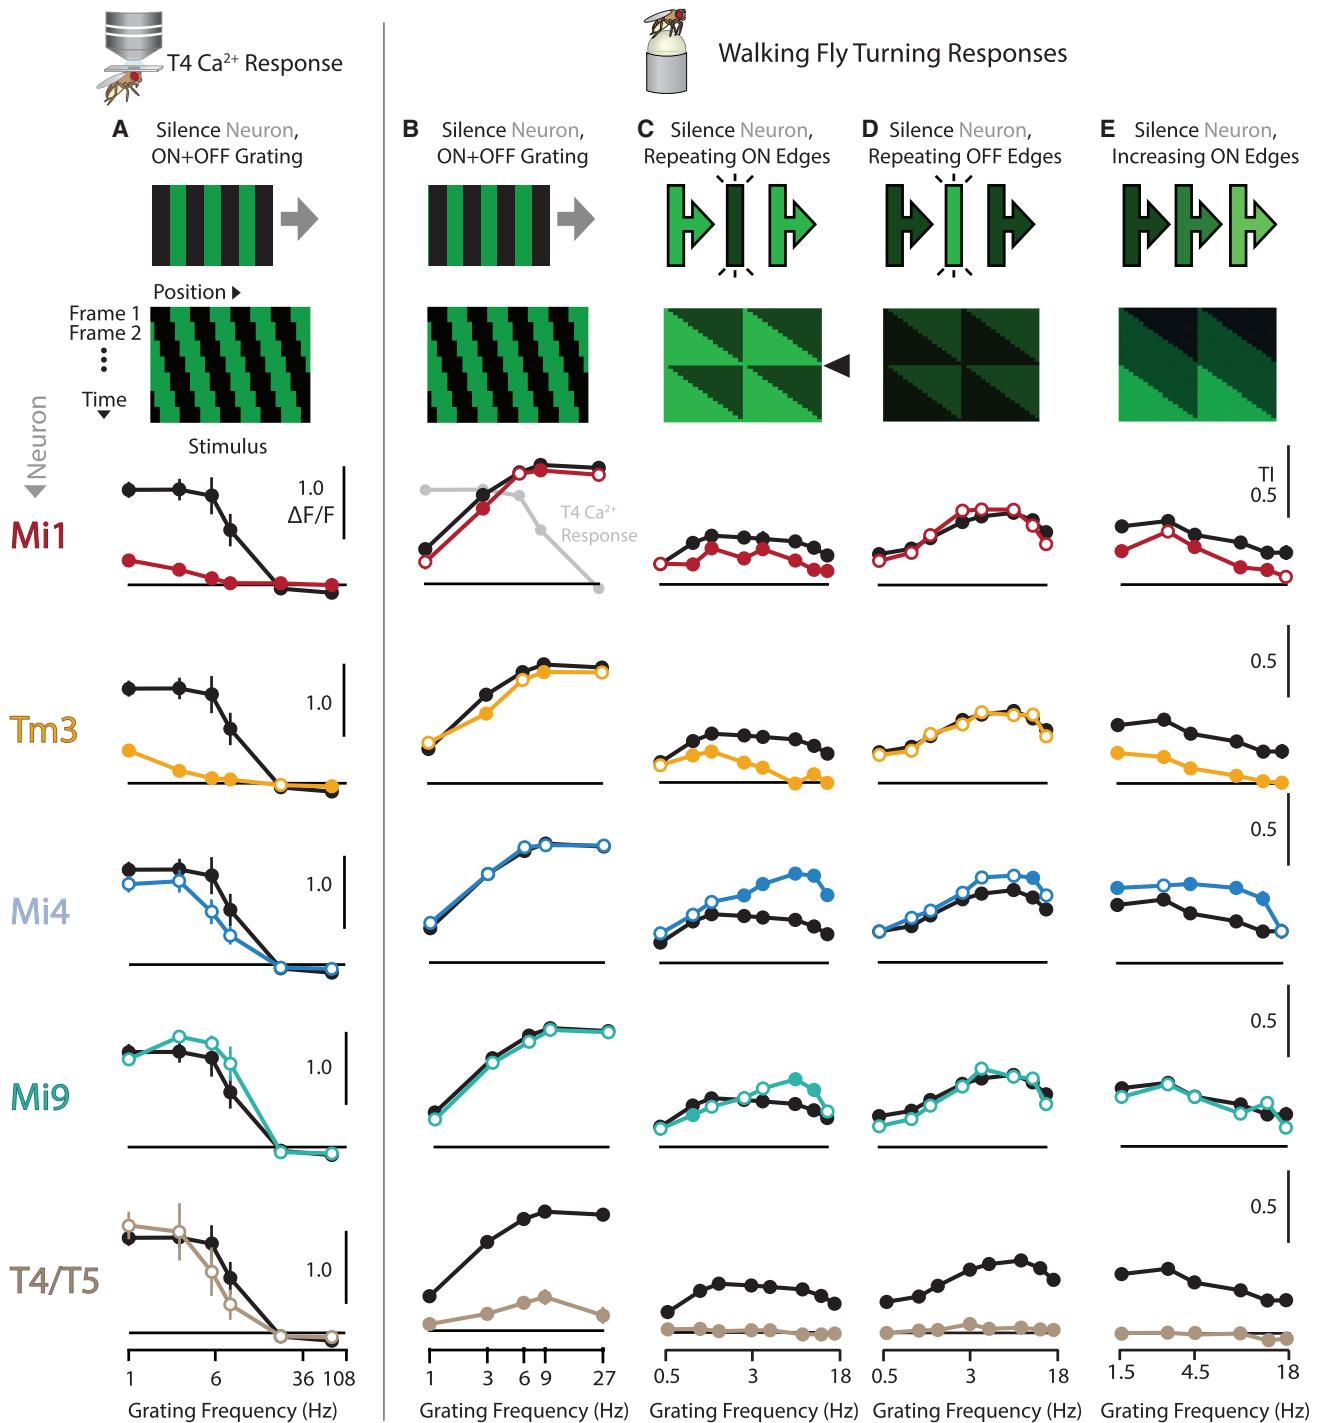 T4 Ca²⁺ Response
Walking Fly Turning Responses
A Silence Neuron,
ON+OFF Grating
B Silence Neuron,
ON+OFF Grating
C Silence Neuron,
Repeating ON Edges
D Silence Neuron,
Repeating OFF Edges
E Silence Neuron,
Increasing ON Edges
Position
Frame 1
Frame 2
Time
Stimulus
Neuron
Mi1
1.0
ΔF/F
T4 Ca²⁺
Response
TI
0.5
Tm3
1.0
0.5
Mi4
1.0
0.5
Mi9
1.0
0.5
T4/T5
1.0
0.5
1 6 36 108
1 3 6 9 27
0.5 3 18
0.5 3 18
1.5 4.5 18
Grating Frequency (Hz)
Grating Frequency (Hz)
Grating Frequency (Hz)
Grating Frequency (Hz)
Grating Frequency (Hz)